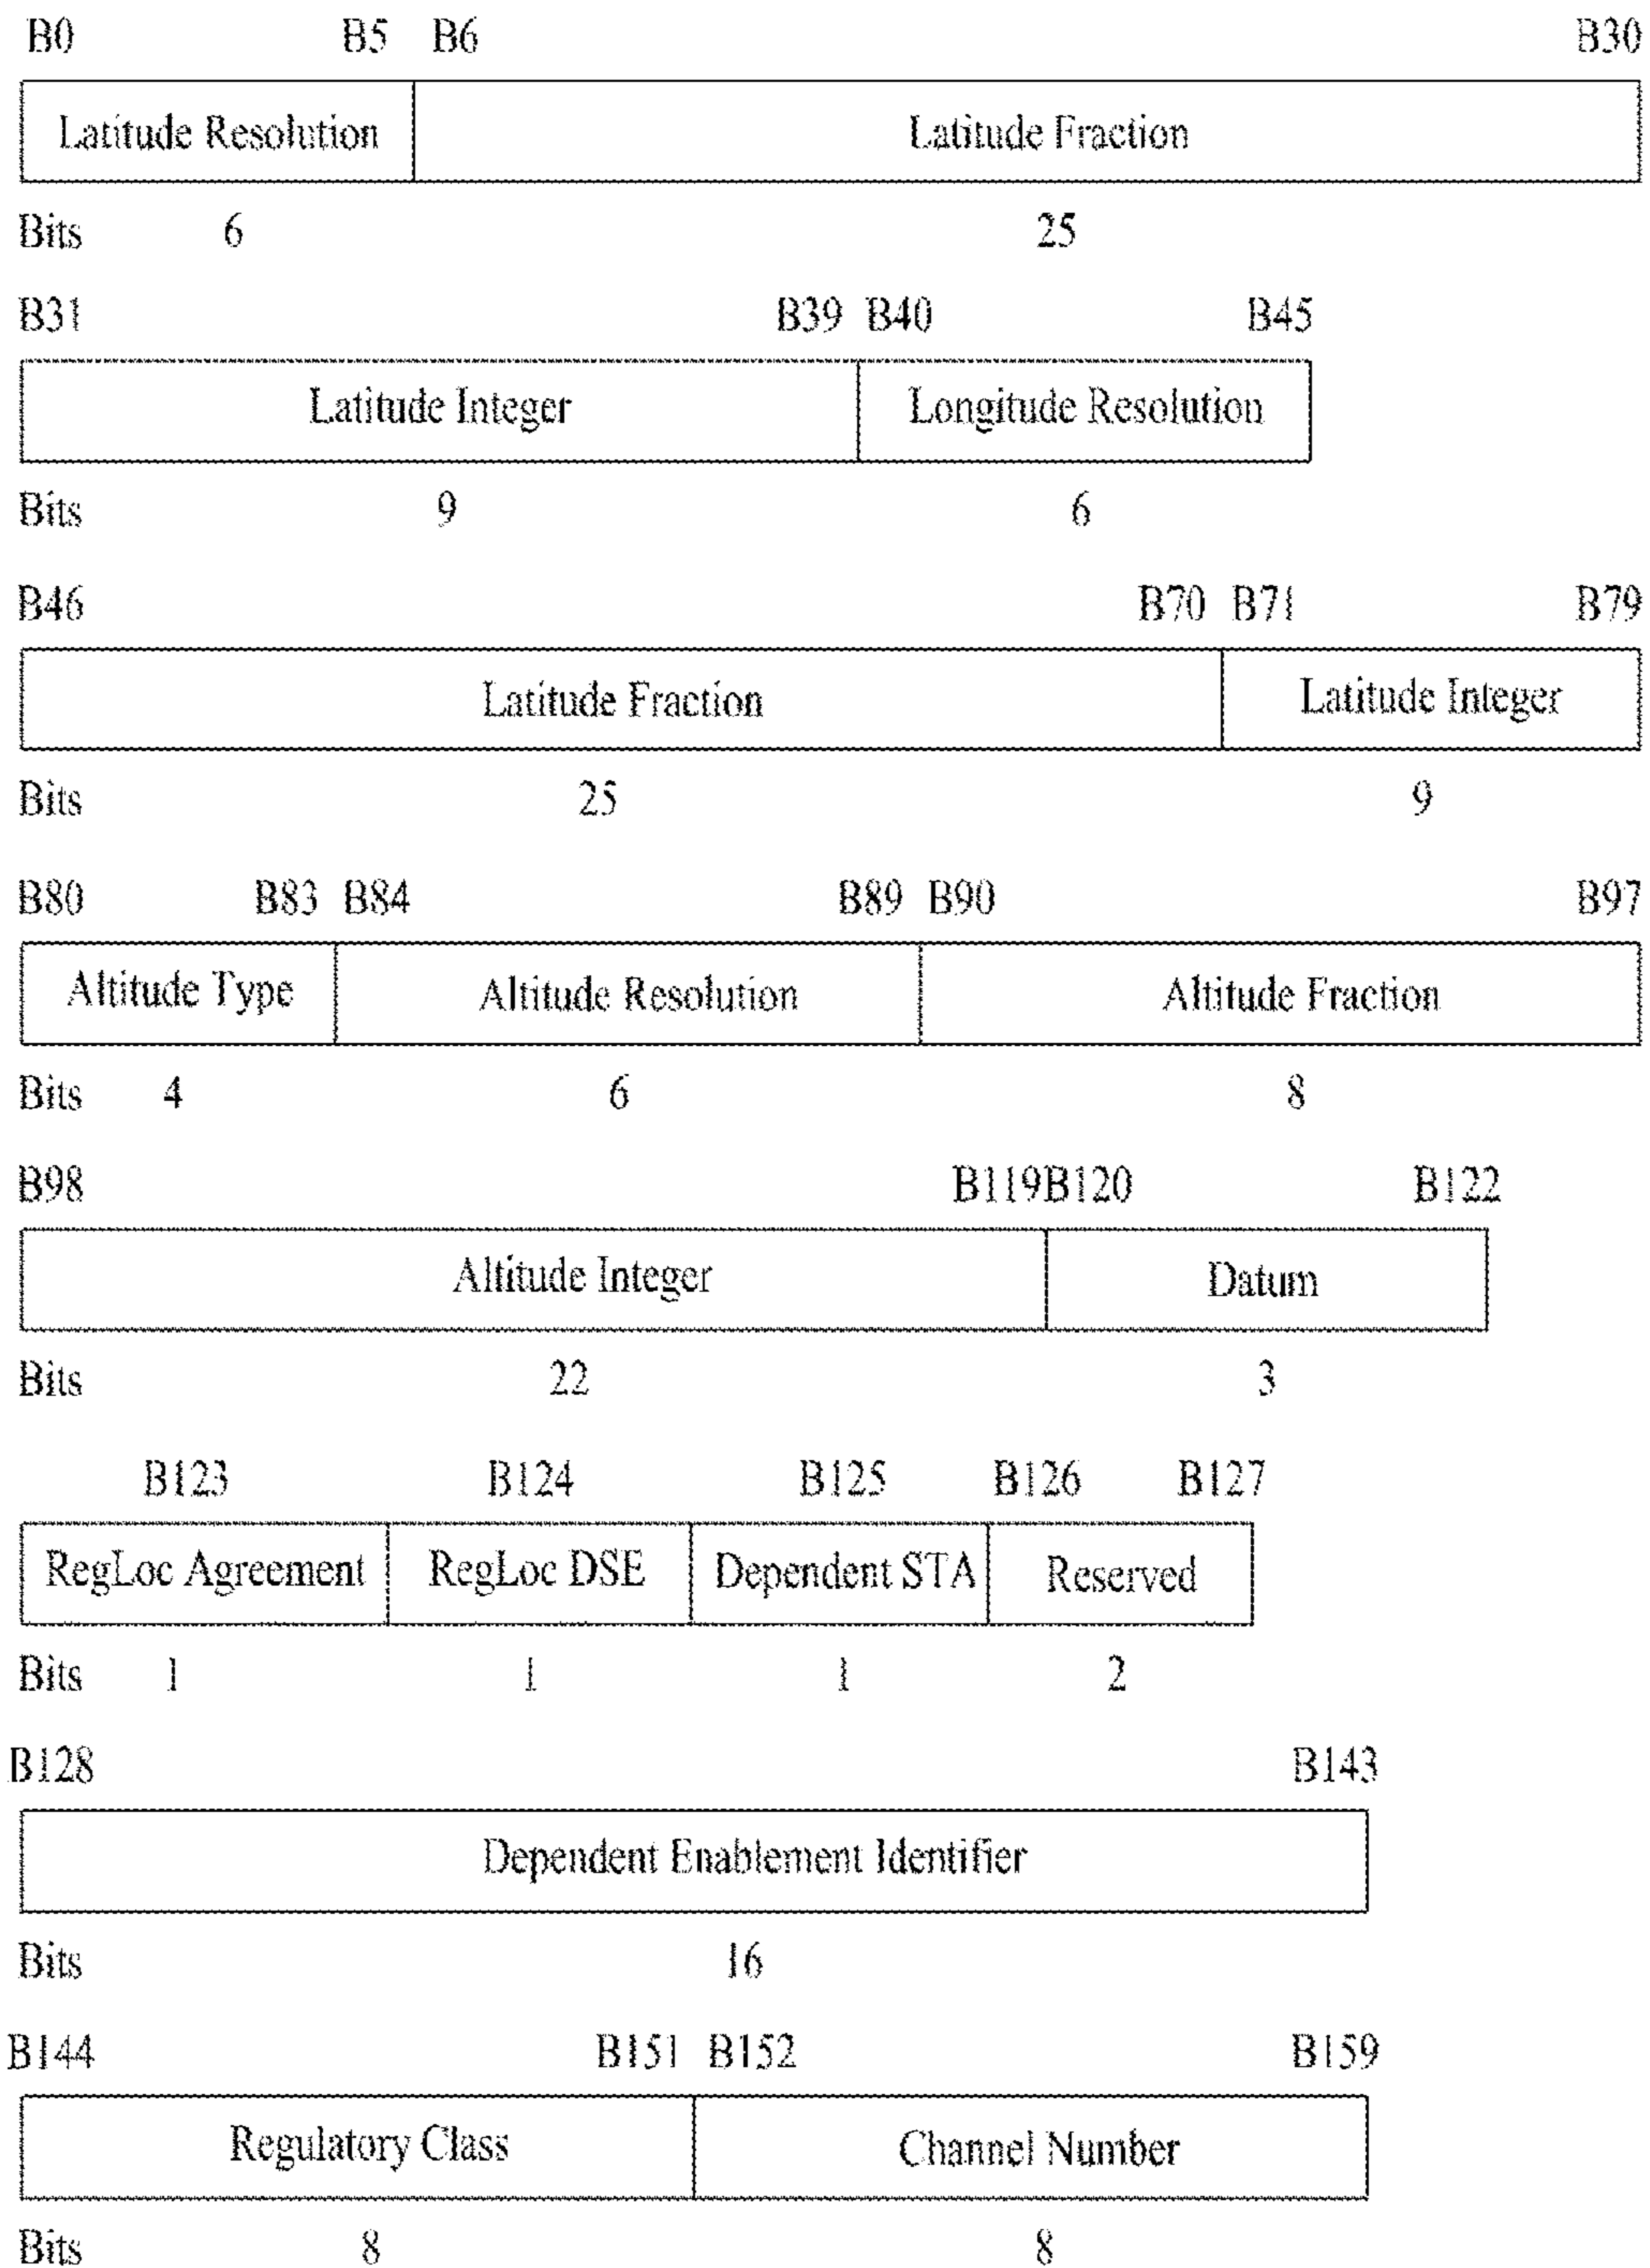 B0 B5 B6 B30
Latitude Resolution Latitude Fraction
Bits 6 25
B31 B39 B40 B45
Latitude Integer Longitude Resolution
Bits 9 6
B46 B70 B71 B79
Latitude Fraction Latitude Integer
Bits 25 9
B80 B83 B84 B89 B90 B97
Altitude Type Altitude Resolution Altitude Fraction
Bits 4 6 8
B98 B119B120 B122
Altitude Integer Datum
Bits 22 3
B123 B124 B125 B126 B127
RegLoc Agreement RegLoc DSE Dependent STA Reserved
Bits 1 1 1 2
B128 B143
Dependent Enablement Identifier
Bits 16
B144 B151 B152 B159
Regulatory Class Channel Number
Bits 8 8